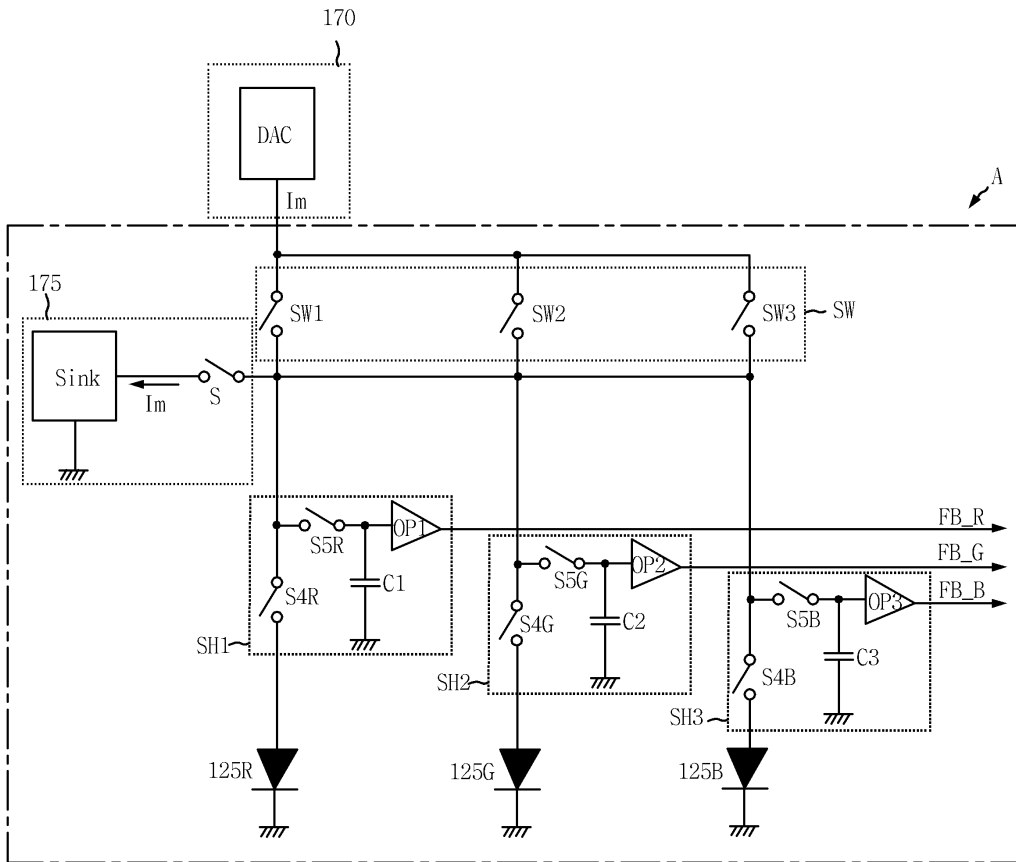 170
DAC
Im
A
175
SW1
SW2
SW3
SW
Sink
Im
S
S5R
OP1
FB_R
S4R
C1
SH1
S5G
OP2
FB_G
S4G
C2
SH2
S5B
OP3
FB_B
S4B
C3
SH3
125R
125G
125B